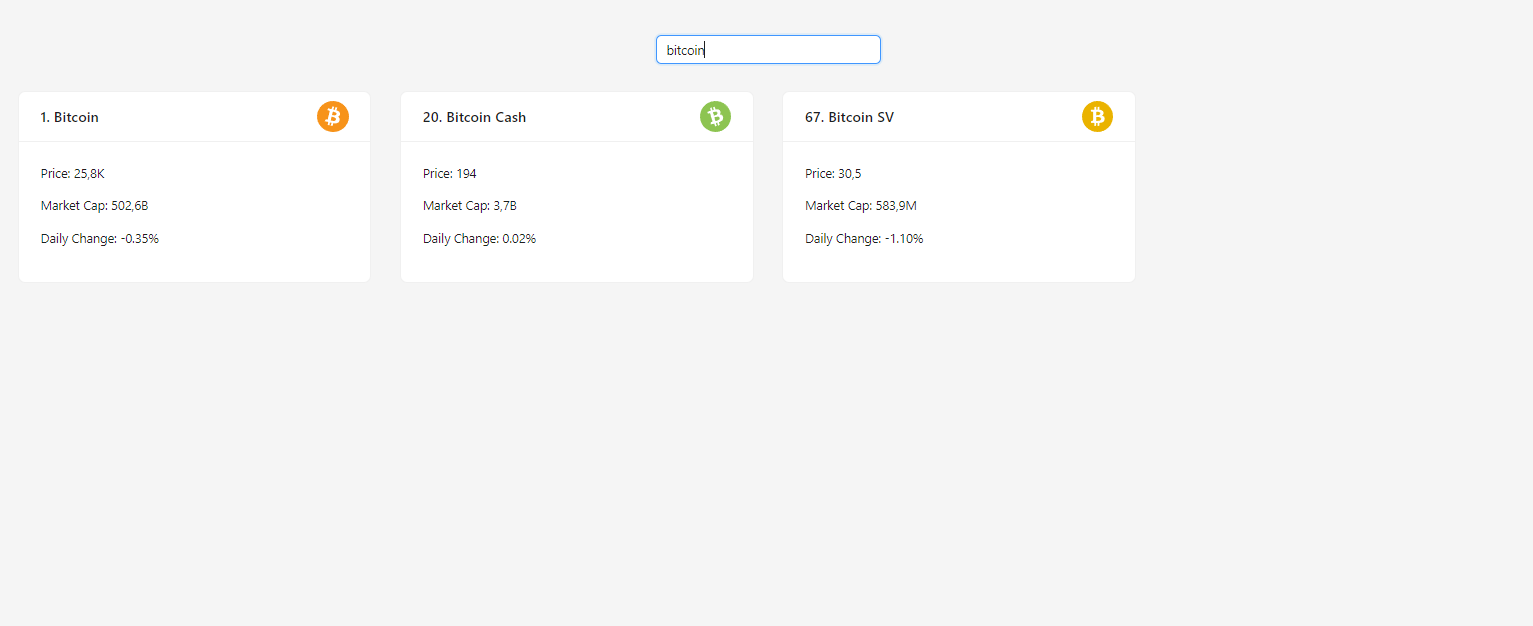 bitcoin
1. Bitcoin
Price: 25,8K
Market Cap: 502,6B
Daily Change: -0.35%
20. Bitcoin Cash
Price: 194
Market Cap: 3,7B
Daily Change: 0.02%
67. Bitcoin SV
Price: 30,5
Market Cap: 583,9M
Daily Change: -1.10%